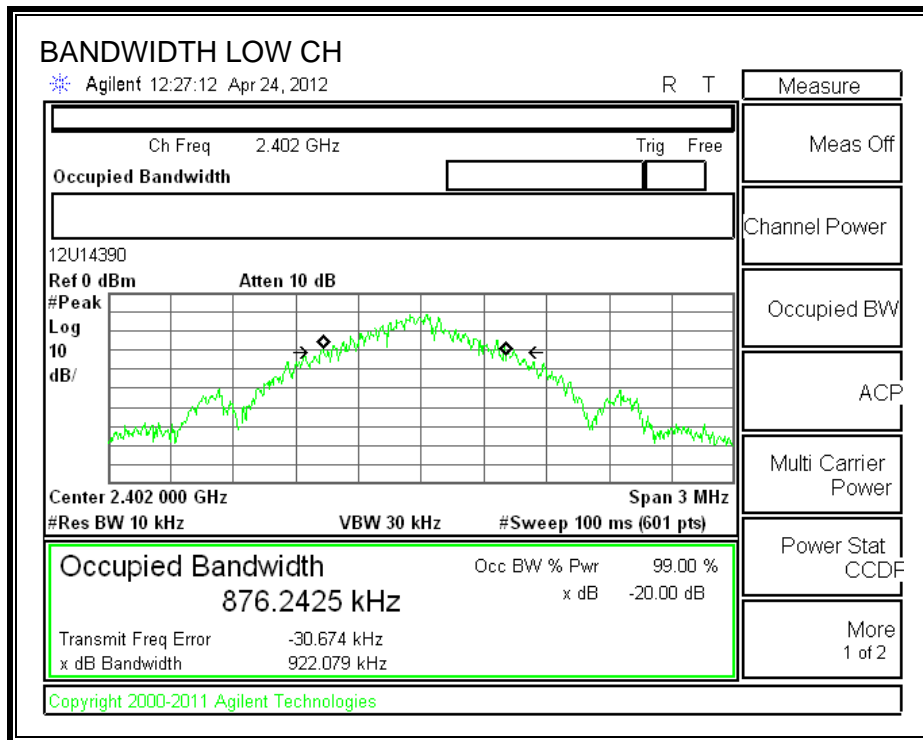 BANDWIDTH LOW CH
Agilent 12:27:12 Apr 24, 2012 R T
Ch Freq 2.402 GHz Trig Free
Occupied Bandwidth
12U14390
Ref 0 dBm Atten 10 dB
#Peak
Log
10
dB/
Center 2.402 000 GHz Span 3 MHz
#Res BW 10 kHz VBW 30 kHz #Sweep 100 ms (601 pts)
Occupied Bandwidth Occ BW % Pwr 99.00 %
876.2425 kHz x dB -20.00 dB
Transmit Freq Error -30.674 kHz
x dB Bandwidth 922.079 kHz
Copyright 2000-2011 Agilent Technologies
Measure
Meas Off
Channel Power
Occupied BW
ACP
Multi Carrier
Power
Power Stat
CCDF
More
1 of 2